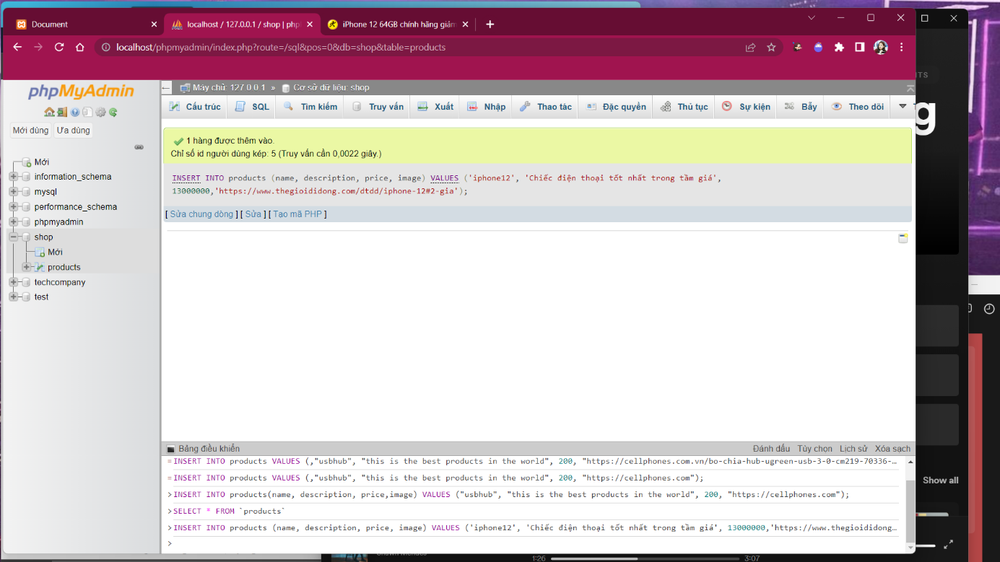 Document
localhost / 127.0.0.1 / shop | php
iPhone 12 64GB chính hãng giảm
localhost/phpmyadmin/index.php?route=/sql&pos=0&db=shop&table=products
phpMyAdmin
Mới dùng
Ưa dùng
Mới
information_schema
mysql
performance_schema
phpmyadmin
shop
Mới
products
techcompany
test
Máy chủ: 127.0.0.1 » Cơ sở dữ liệu: shop
Cấu trúc
SQL
Tìm kiếm
Truy vấn
Xuất
Nhập
Thao tác
Đặc quyền
Thủ tục
Sự kiện
Bẫy
Theo dõi
1 hàng được thêm vào.
Chỉ số id người dùng kép: 5 (Truy vấn cần 0,0022 giây.)
INSERT INTO products (name, description, price, image) VALUES ('iphone12', 'Chiếc điện thoại tốt nhất trong tầm giá',
13000000,'https://www.thegioididong.com/dtdd/iphone-12#2-gia');
[ Sửa chung dòng ] [ Sửa ] [ Tạo mã PHP ]
Bảng điều khiển
Đánh dấu Tùy chọn Lịch sử Xóa sạch
=INSERT INTO products VALUES (,"usbhub", "this is the best products in the world", 200, "https://cellphones.com.vn/bo-chia-hub-ugreen-usb-3-0-cm219-70336-…
=INSERT INTO products VALUES (,"usbhub", "this is the best products in the world", 200, "https://cellphones.com");
>INSERT INTO products(name, description, price,image) VALUES ("usbhub", "this is the best products in the world", 200, "https://cellphones.com");
>SELECT * FROM `products`
>INSERT INTO products (name, description, price, image) VALUES ('iphone12', 'Chiếc điện thoại tốt nhất trong tầm giá', 13000000,'https://www.thegioididong…
>
g
Show all
1:26
3:07